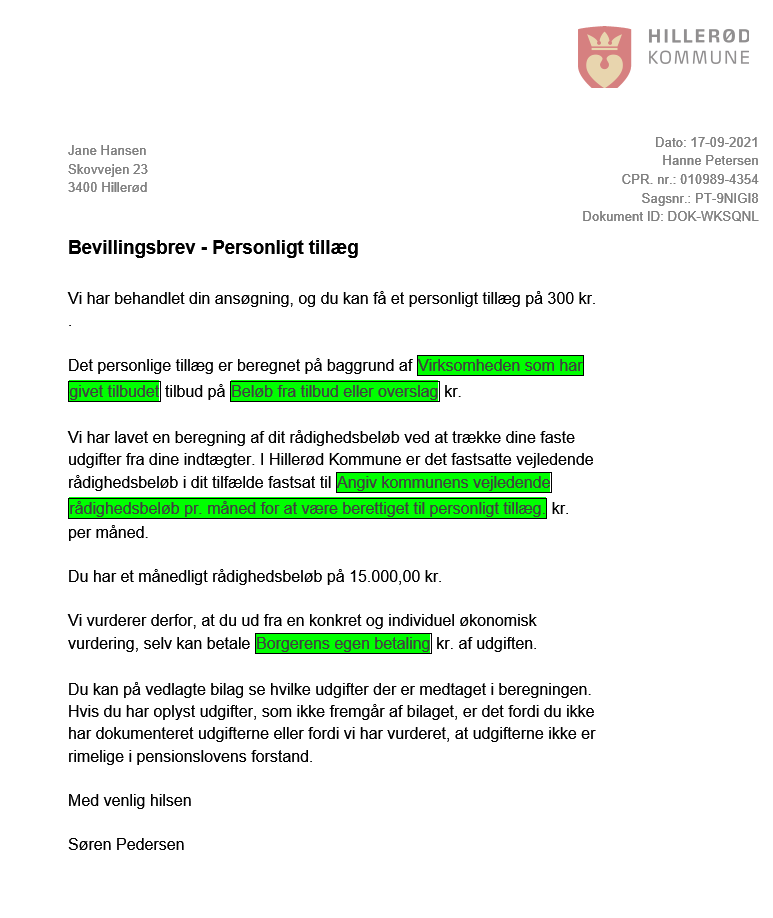 HILLERØD
KOMMUNE
Jane Hansen
Skovvejen 23
3400 Hillerød
Dato: 17-09-2021
Hanne Petersen
CPR. nr.: 010989-4354
Sagsnr.: PT-9NIGI8
Dokument ID: DOK-WKSQNL
Bevillingsbrev - Personligt tillæg
Vi har behandlet din ansøgning, og du kan få et personligt tillæg på 300 kr.
.
Det personlige tillæg er beregnet på baggrund af Virksomheden som har
givet tilbudet tilbud på Beløb fra tilbud eller overslag kr.
Vi har lavet en beregning af dit rådighedsbeløb ved at trække dine faste
udgifter fra dine indtægter. I Hillerød Kommune er det fastsatte vejledende
rådighedsbeløb i dit tilfælde fastsat til Angiv kommunens vejledende
rådighedsbeløb pr. måned for at være berettiget til personligt tillæg. kr.
per måned.
Du har et månedligt rådighedsbeløb på 15.000,00 kr.
Vi vurderer derfor, at du ud fra en konkret og individuel økonomisk
vurdering, selv kan betale Borgerens egen betaling kr. af udgiften.
Du kan på vedlagte bilag se hvilke udgifter der er medtaget i beregningen.
Hvis du har oplyst udgifter, som ikke fremgår af bilaget, er det fordi du ikke
har dokumenteret udgifterne eller fordi vi har vurderet, at udgifterne ikke er
rimelige i pensionslovens forstand.
Med venlig hilsen
Søren Pedersen